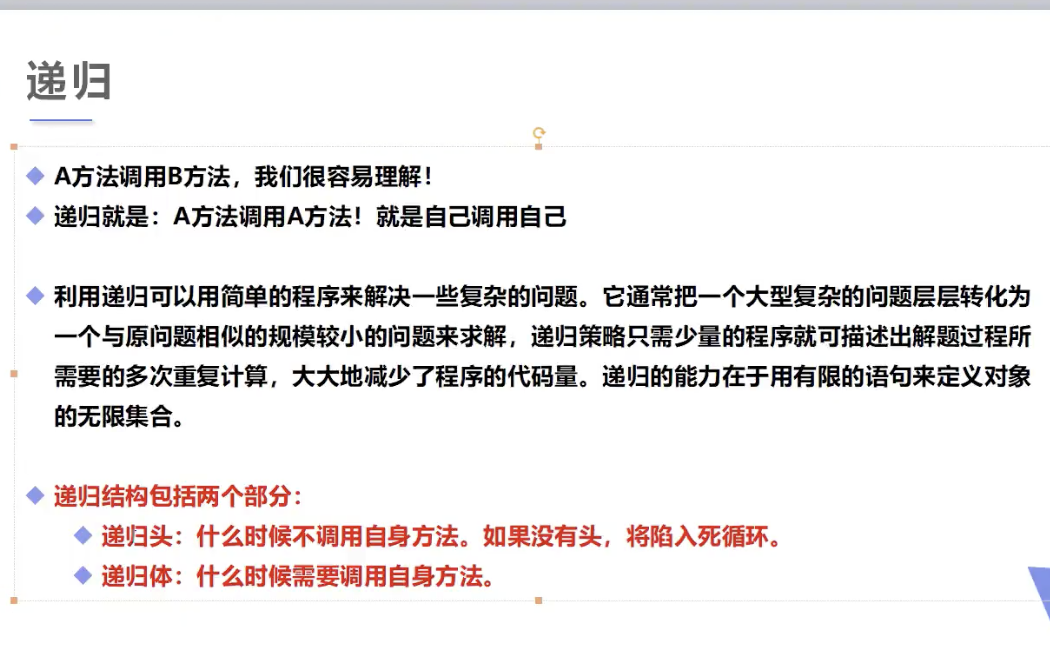 递归
A方法调用B方法，我们很容易理解！
递归就是：A方法调用A方法！就是自己调用自己
利用递归可以用简单的程序来解决一些复杂的问题。它通常把一个大型复杂的问题层层转化为
一个与原问题相似的规模较小的问题来求解，递归策略只需少量的程序就可描述出解题过程所
需要的多次重复计算，大大地减少了程序的代码量。递归的能力在于用有限的语句来定义对象
的无限集合。
递归结构包括两个部分：
递归头：什么时候不调用自身方法。如果没有头，将陷入死循环。
递归体：什么时候需要调用自身方法。